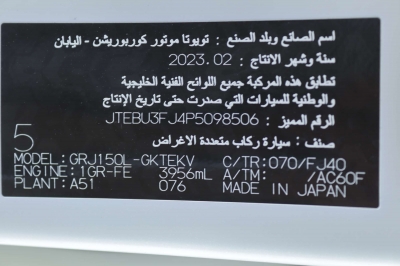 اسم الصانع وبلد الصنع : تويوتا موتور كوربوريشن - اليابان
سنة وشهر الانتاج : 2023.02
تطابق هذه المركبة جميع اللوائح الفنية الخليجية
والوطنية للسيارات التي صدرت حتى تاريخ الإنتاج
الرقم المميز : JTEBU3FJ4P5098506
صنف : سيارة ركاب متعددة الاغراض
5
MODEL: GRJ150L-GKTEKV C/TR: 070/FJ40
ENGINE: 1GR-FE 3956mL A/TM: /AC60F
PLANT: A51 076 MADE IN JAPAN